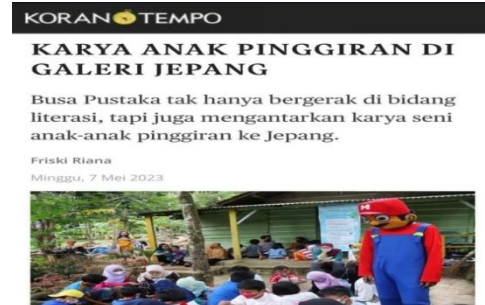 KORAN TEMPO
KARYA ANAK PINGGIRAN DI
GALERI JEPANG
Busa Pustaka tak hanya bergerak di bidang
literasi, tapi juga mengantarkan karya seni
anak-anak pinggiran ke Jepang.
Friski Riana
Minggu, 7 Mei 2023
M